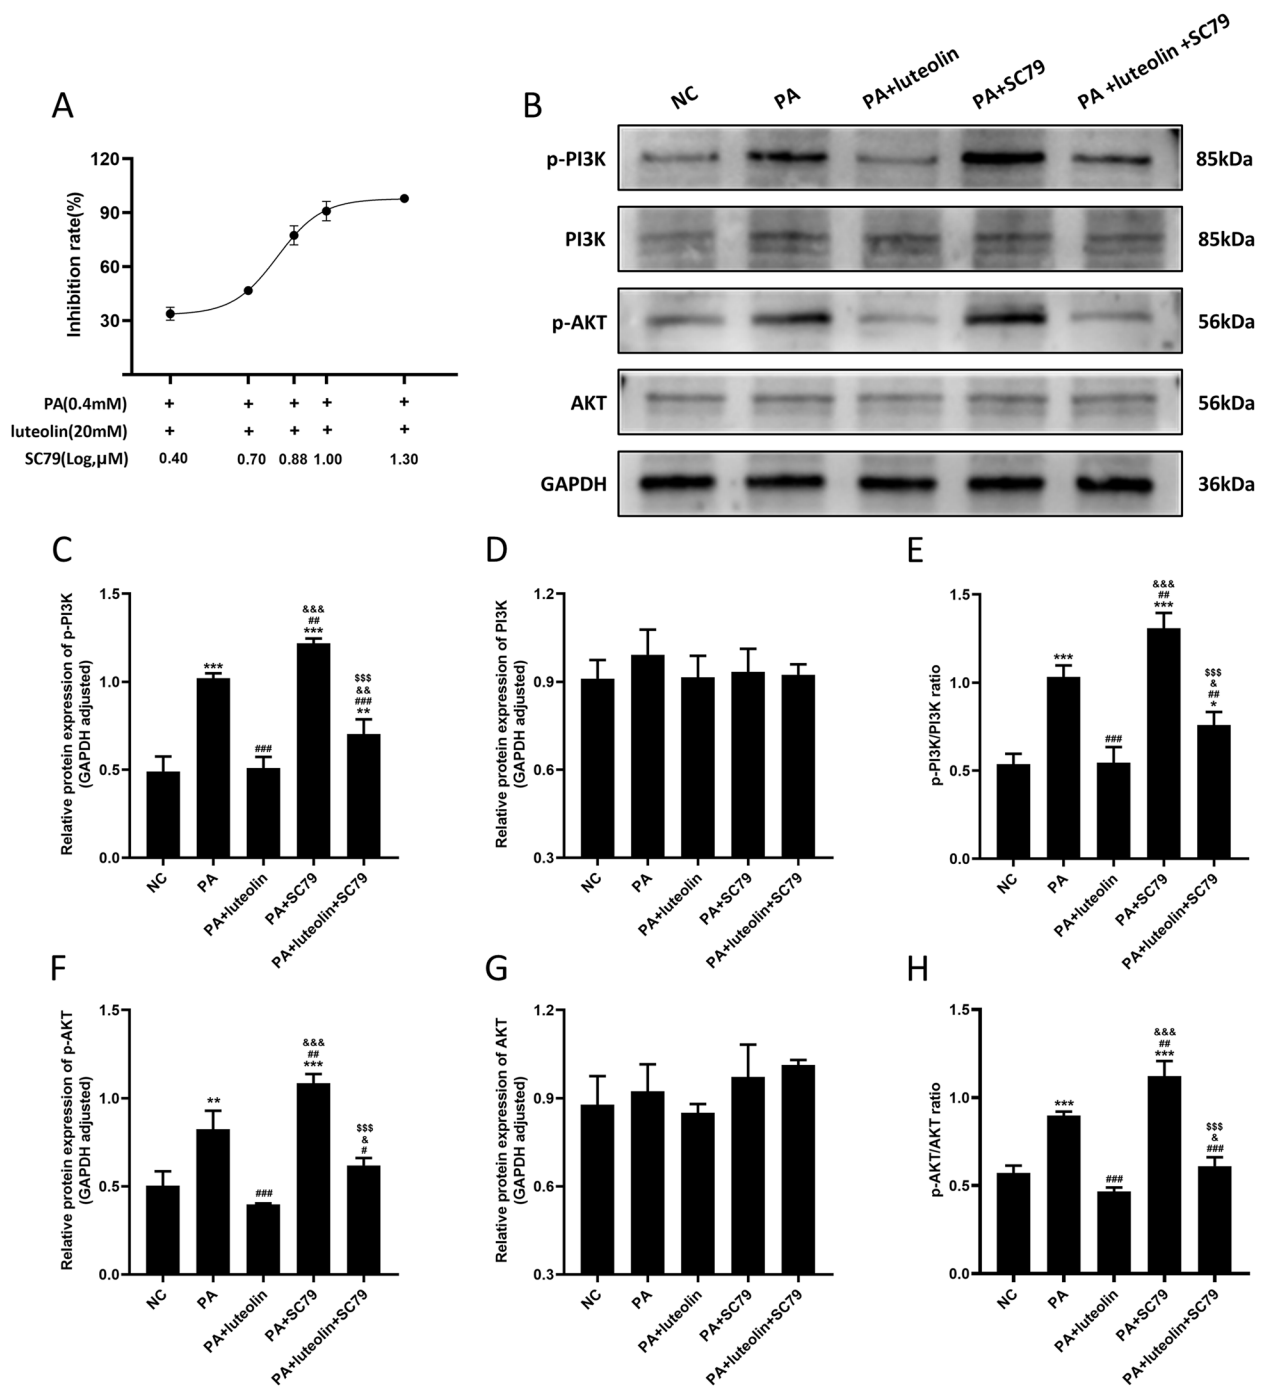 A
120
90
60
30
Inhibition rate(%)
PA(0.4mM) + + + + +
luteolin(20mM) + + + + +
SC79(Log,μM) 0.40 0.70 0.88 1.00 1.30
B
NC PA PA+luteolin PA+SC79 PA +luteolin +SC79
p-PI3K 85kDa
PI3K 85kDa
p-AKT 56kDa
AKT 56kDa
GAPDH 36kDa
C
Relative protein expression of p-PI3K
(GAPDH adjusted)
1.5
1.0
0.5
0.0
***
###
&&&
##
***
$$$
&&
###
**
NC PA PA+luteolin PA+SC79 PA+luteolin+SC79
D
Relative protein expression of PI3K
(GAPDH adjusted)
1.2
0.9
0.6
0.3
NC PA PA+luteolin PA+SC79 PA+luteolin+SC79
E
p-PI3K/PI3K ratio
1.5
1.0
0.5
0.0
***
###
&&&
##
***
$$$
&
##
*
NC PA PA+luteolin PA+SC79 PA+luteolin+SC79
F
Relative protein expression of p-AKT
(GAPDH adjusted)
1.5
1.0
0.5
0.0
**
###
&&&
##
***
$$$
&
#
NC PA PA+luteolin PA+SC79 PA+luteolin+SC79
G
Relative protein expression of AKT
(GAPDH adjusted)
1.2
0.9
0.6
0.3
NC PA PA+luteolin PA+SC79 PA+luteolin+SC79
H
p-AKT/AKT ratio
1.5
1.0
0.5
0.0
***
###
&&&
##
***
$$$
&
###
NC PA PA+luteolin PA+SC79 PA+luteolin+SC79